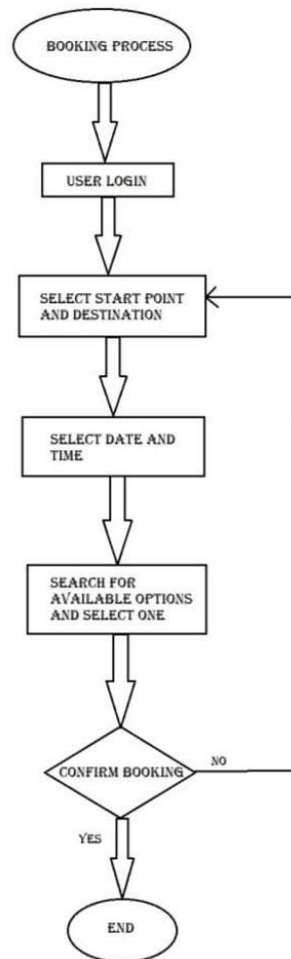 BOOKING PROCESS
USER LOGIN
SELECT START POINT
AND DESTINATION
SELECT DATE AND
TIME
SEARCH FOR
AVAILABLE OPTIONS
AND SELECT ONE
CONFIRM BOOKING
NO
YES
END